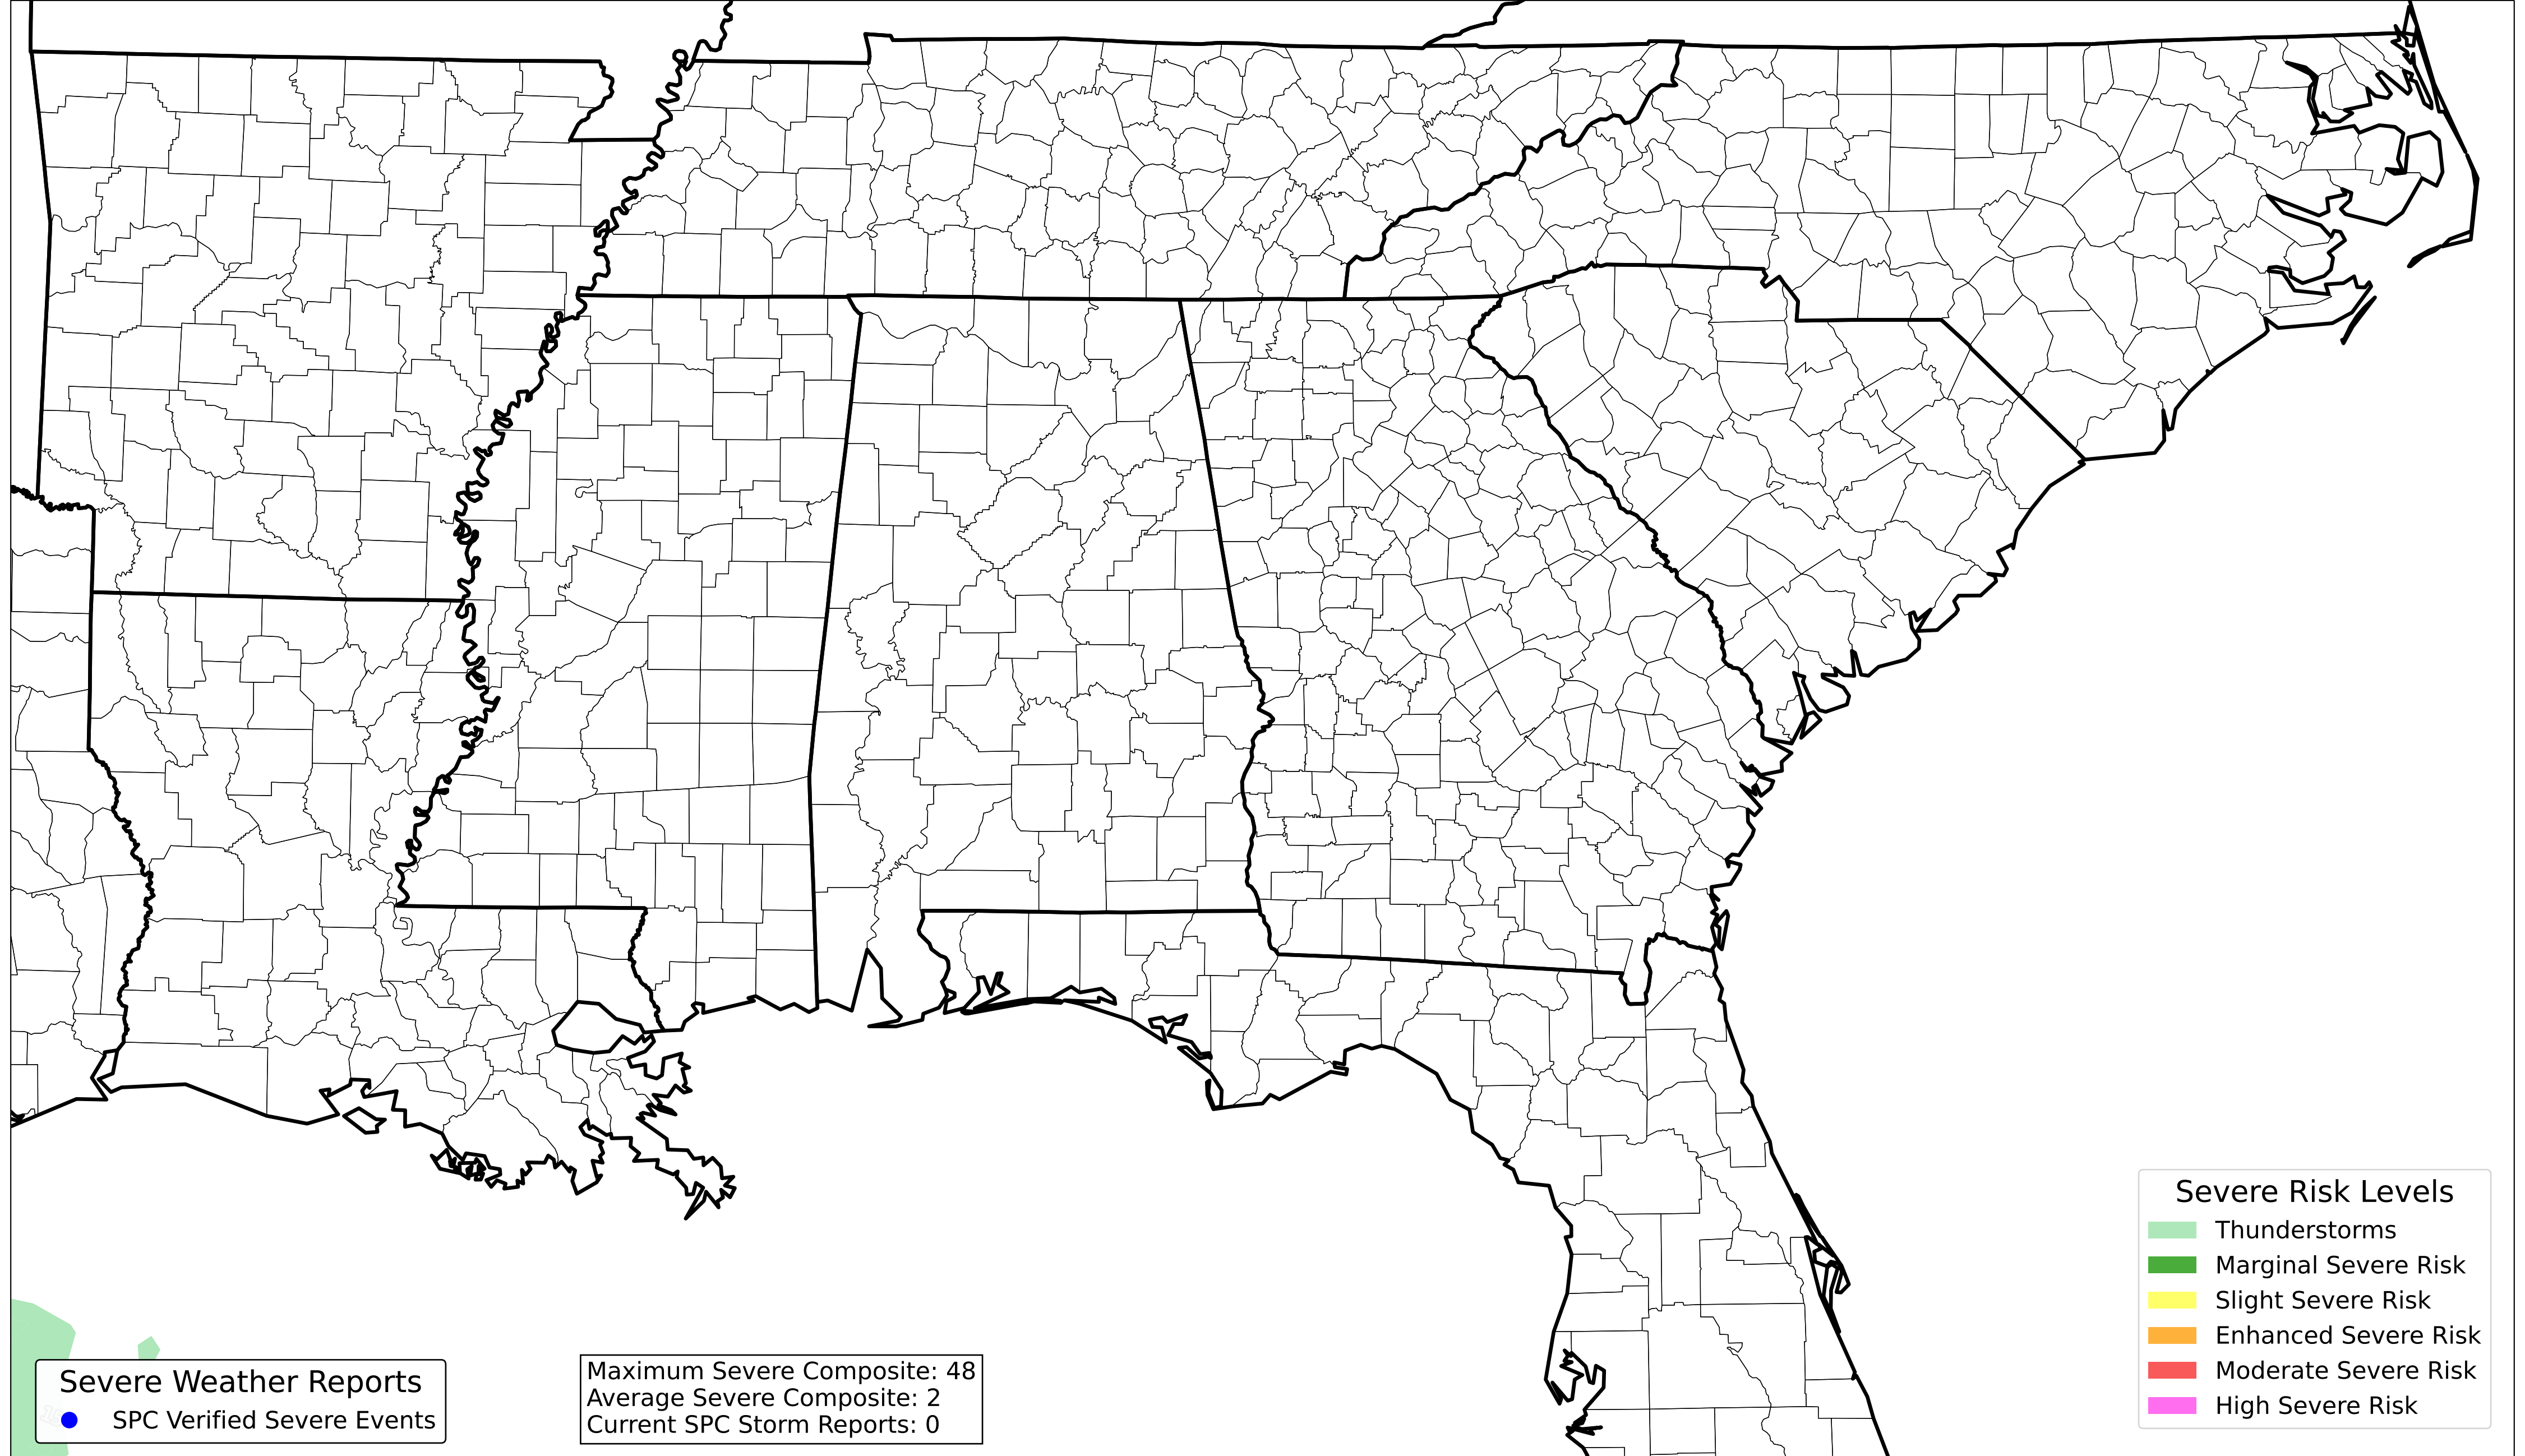 Severe Weather Reports
SPC Verified Severe Events
Maximum Severe Composite: 48
Average Severe Composite: 2
Current SPC Storm Reports: 0
Severe Risk Levels
Thunderstorms
Marginal Severe Risk
Slight Severe Risk
Enhanced Severe Risk
Moderate Severe Risk
High Severe Risk